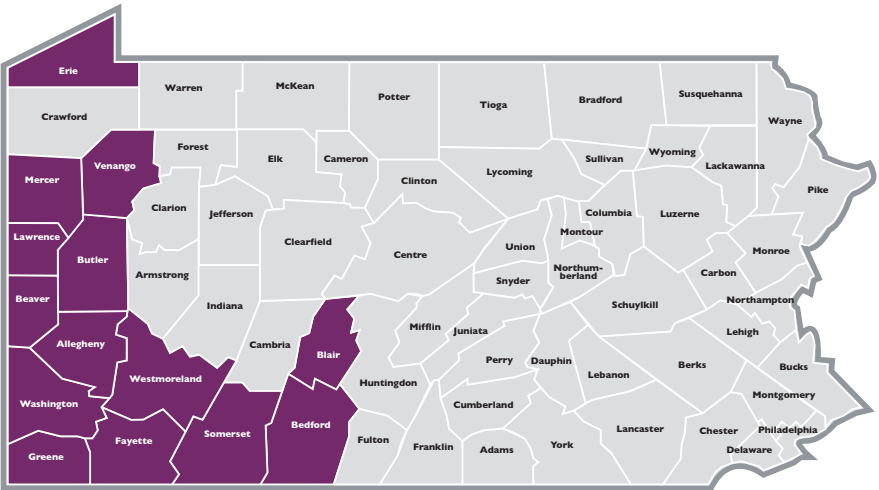 Erie
Crawford
Warren
McKean
Potter
Tioga
Bradford
Susquehanna
Wayne
Mercer
Venango
Forest
Elk
Cameron
Clinton
Lycoming
Sullivan
Wyoming
Lackawanna
Pike
Lawrence
Butler
Clarion
Jefferson
Clearfield
Centre
Union
Montour
Columbia
Luzerne
Monroe
Beaver
Armstrong
Indiana
Snyder
Northum-
berland
Carbon
Northampton
Allegheny
Cambria
Blair
Mifflin
Juniata
Schuylkill
Lehigh
Westmoreland
Huntingdon
Perry
Dauphin
Lebanon
Berks
Bucks
Washington
Cumberland
Montgomery
Greene
Fayette
Somerset
Bedford
Fulton
Franklin
Adams
York
Lancaster
Chester
Philadelphia
Delaware